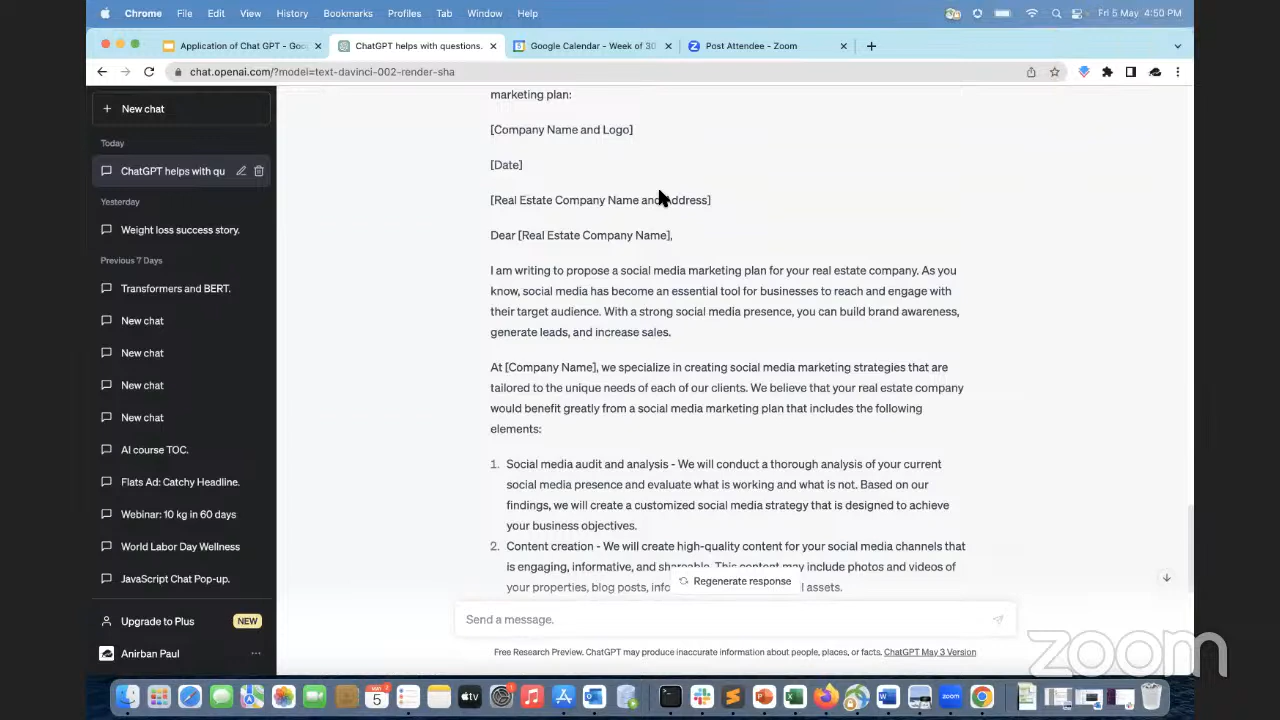 Chrome File Edit View History Bookmarks Profiles Tab Window Help Fri 5 May 4:50 PM
Application of Chat GPT - Goo ChatGPT helps with questions. Google Calendar - Week of 30 Post Attendee - Zoom
chat.openai.com/?model=text-davinci-002-render-sha
New chat
Today
ChatGPT helps with qu
Yesterday
Weight loss success story.
Previous 7 Days
Transformers and BERT.
New chat
New chat
New chat
New chat
AI course TOC.
Flats Ad: Catchy Headline.
Webinar: 10 kg in 60 days
World Labor Day Wellness
JavaScript Chat Pop-up.
Upgrade to Plus NEW
Anirban Paul
marketing plan:
[Company Name and Logo]
[Date]
[Real Estate Company Name and Address]
Dear [Real Estate Company Name],
I am writing to propose a social media marketing plan for your real estate company. As you
know, social media has become an essential tool for businesses to reach and engage with
their target audience. With a strong social media presence, you can build brand awareness,
generate leads, and increase sales.
At [Company Name], we specialize in creating social media marketing strategies that are
tailored to the unique needs of each of our clients. We believe that your real estate company
would benefit greatly from a social media marketing plan that includes the following
elements:
1. Social media audit and analysis - We will conduct a thorough analysis of your current
social media presence and evaluate what is working and what is not. Based on our
findings, we will create a customized social media strategy that is designed to achieve
your business objectives.
2. Content creation - We will create high-quality content for your social media channels that
is engaging, informative, and shareable. This content may include photos and videos of
your properties, blog posts, info l assets.
Regenerate response
Send a message.
Free Research Preview. ChatGPT may produce inaccurate information about people, places, or facts. ChatGPT May 3 Version
zoom